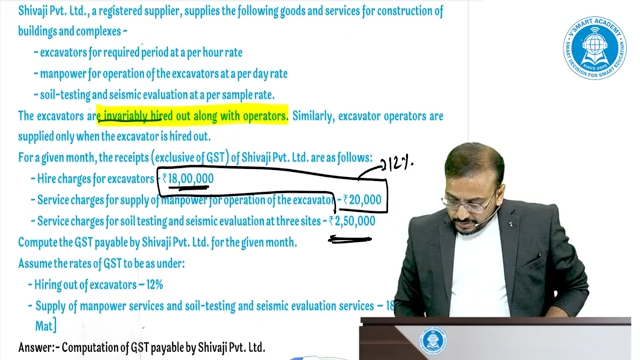 Shivaji Pvt. Ltd., a registered supplier, supplies the following goods and services for construction of
buildings and complexes -
- excavators for required period at a per hour rate
- manpower for operation of the excavators at a per day rate
- soil-testing and seismic evaluation at a per sample rate.
The excavators are invariably hired out along with operators. Similarly, excavator operators are
supplied only when the excavator is hired out.
For a given month, the receipts (exclusive of GST) of Shivaji Pvt. Ltd. are as follows:
12%
- Hire charges for excavators - ₹18,00,000
- Service charges for supply of manpower for operation of the excavator - ₹20,000
- Service charges for soil testing and seismic evaluation at three sites - ₹2,50,000
Compute the GST payable by Shivaji Pvt. Ltd. for the given month.
Assume the rates of GST to be as under:
- Hiring out of excavators – 12%
- Supply of manpower services and soil-testing and seismic evaluation services - 18
Mat]
Answer:- Computation of GST payable by Shivaji Pvt. Ltd.
V SMART ACADEMY
SMART DECISION FOR SMART EDUCATION